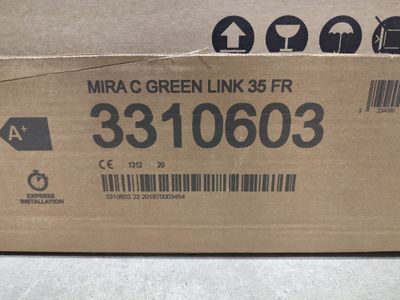 MIRA C GREEN LINK 35 FR
3310603
A+
CE 1312 20
EXPRESS
INSTALLATION
3310603 23 201970003454